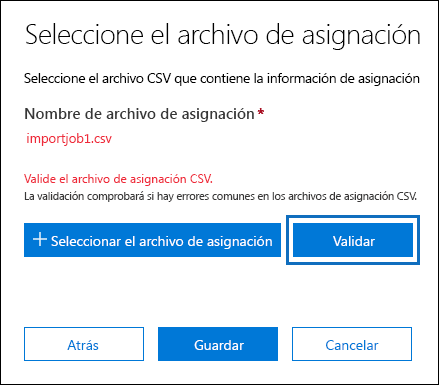 Seleccione el archivo de asignación
Seleccione el archivo CSV que contiene la información de asignación
Nombre de archivo de asignación*
importjob1.csv
Valide el archivo de asignación CSV.
La validación comprobará si hay errores comunes en los archivos de asignación CSV.
+ Seleccionar el archivo de asignación Validar
Atrás Guardar Cancelar